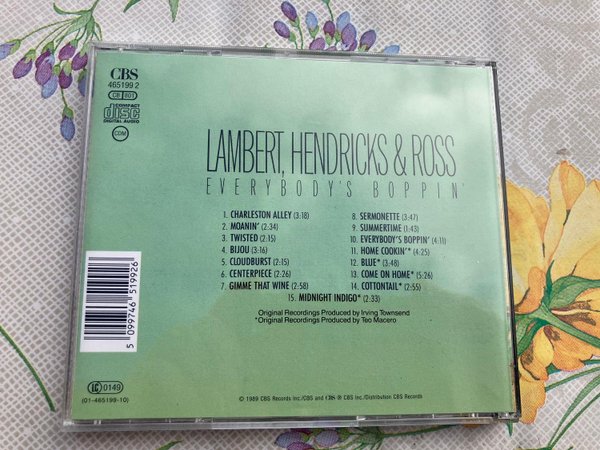 CBS
465199 2
CB 801
COMPACT
disc
DIGITAL AUDIO
CDM
LAMBERT, HENDRICKS & ROSS
EVERYBODY'S BOPPIN'
1. CHARLESTON ALLEY (3:18)
2. MOANIN' (2:34)
3. TWISTED (2:15)
4. BIJOU (3:16)
5. CLOUDBURST (2:15)
6. CENTERPIECE (2:26)
7. GIMME THAT WINE (2:58)
8. SERMONETTE (3:47)
9. SUMMERTIME (1:43)
10. EVERYBODY'S BOPPIN' (4:11)
11. HOME COOKIN'* (4:25)
12. BLUE* (3:48)
13. COME ON HOME* (5:26)
14. COTTONTAIL* (2:55)
15. MIDNIGHT INDIGO* (2:33)
Original Recordings Produced by Irving Townsend
*Original Recordings Produced by Teo Macero
5 099746 519926
LC 0149
(01-465199-10)
© 1989 CBS Records Inc./CBS and ℗ CBS Inc./Distribution CBS Records